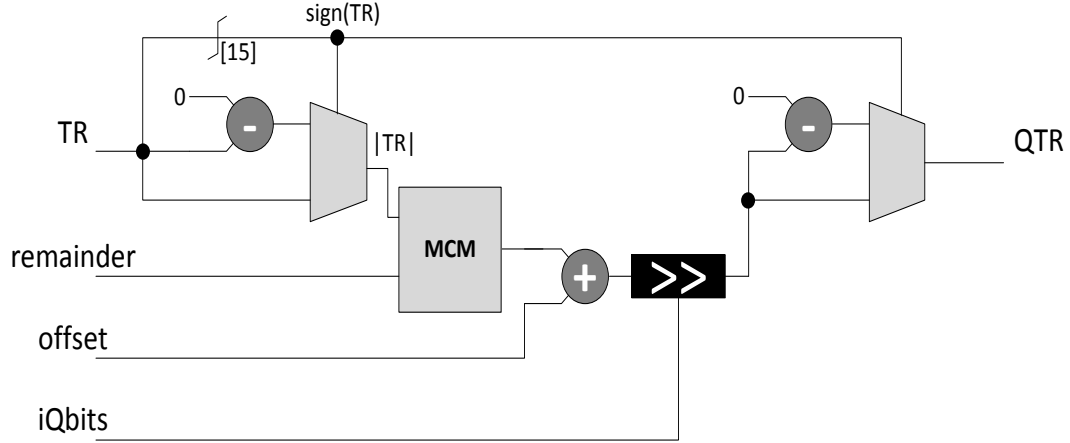 sign(TR)
[15]
0
-
0
-
TR
|TR|
QTR
MCM
remainder
+
>>
offset
iQbits